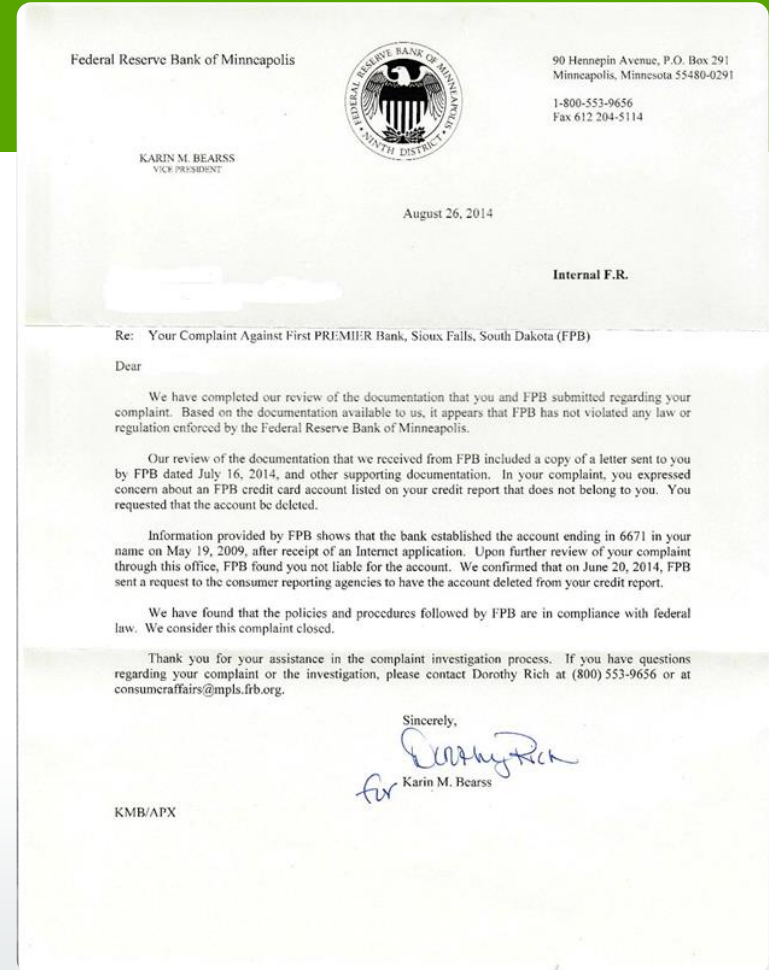 Federal Reserve Bank of Minneapolis
FEDERAL RESERVE BANK OF MINNEAPOLIS
NINTH DISTRICT
90 Hennepin Avenue, P.O. Box 291
Minneapolis, Minnesota 55480-0291
1-800-553-9656
Fax 612 204-5114
KARIN M. BEARSS
VICE PRESIDENT
August 26, 2014
Internal F.R.
Re: Your Complaint Against First PREMIER Bank, Sioux Falls, South Dakota (FPB)
Dear
We have completed our review of the documentation that you and FPB submitted regarding your
complaint. Based on the documentation available to us, it appears that FPB has not violated any law or
regulation enforced by the Federal Reserve Bank of Minneapolis.
Our review of the documentation that we received from FPB included a copy of a letter sent to you
by FPB dated July 16, 2014, and other supporting documentation. In your complaint, you expressed
concern about an FPB credit card account listed on your credit report that does not belong to you. You
requested that the account be deleted.
Information provided by FPB shows that the bank established the account ending in 6671 in your
name on May 19, 2009, after receipt of an Internet application. Upon further review of your complaint
through this office, FPB found you not liable for the account. We confirmed that on June 20, 2014, FPB
sent a request to the consumer reporting agencies to have the account deleted from your credit report.
We have found that the policies and procedures followed by FPB are in compliance with federal
law. We consider this complaint closed.
Thank you for your assistance in the complaint investigation process. If you have questions
regarding your complaint or the investigation, please contact Dorothy Rich at (800) 553-9656 or at
consumeraffairs@mpls.frb.org.
Sincerely,
Dorothy Rich
for Karin M. Bearss
KMB/APX